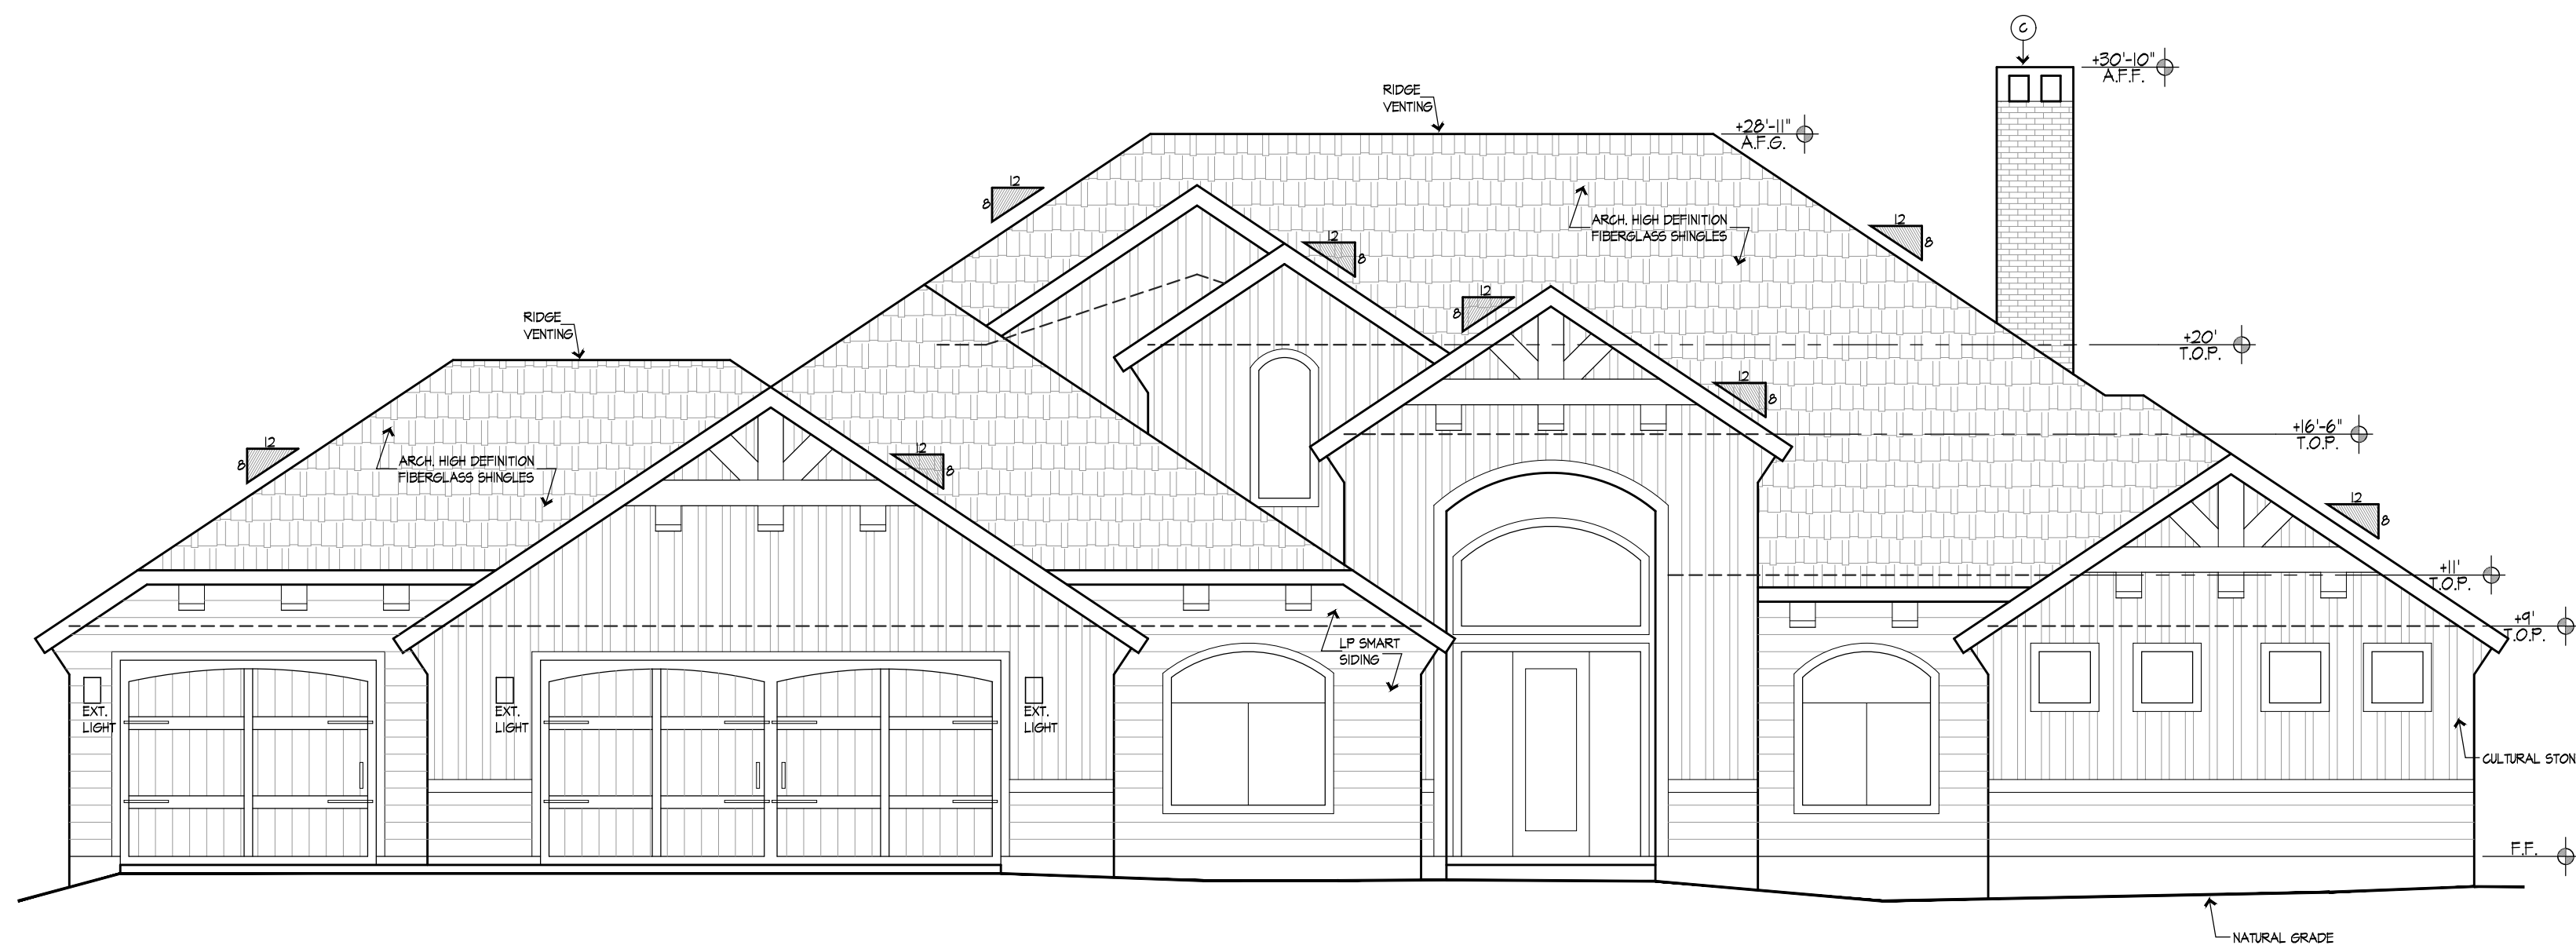 C
+30'-10"
A.F.F.
RIDGE
VENTING
+28'-11"
A.F.G.
12
8
ARCH. HIGH DEFINITION
FIBERGLASS SHINGLES
12
8
12
8
12
8
RIDGE
VENTING
+20'
T.O.P.
12
8
+16'-6"
T.O.P.
12
8
ARCH. HIGH DEFINITION
FIBERGLASS SHINGLES
12
8
12
8
+11'
T.O.P.
+9'
T.O.P.
LP SMART
SIDING
EXT.
LIGHT
EXT.
LIGHT
EXT.
LIGHT
CULTURAL STON
F.F.
NATURAL GRADE